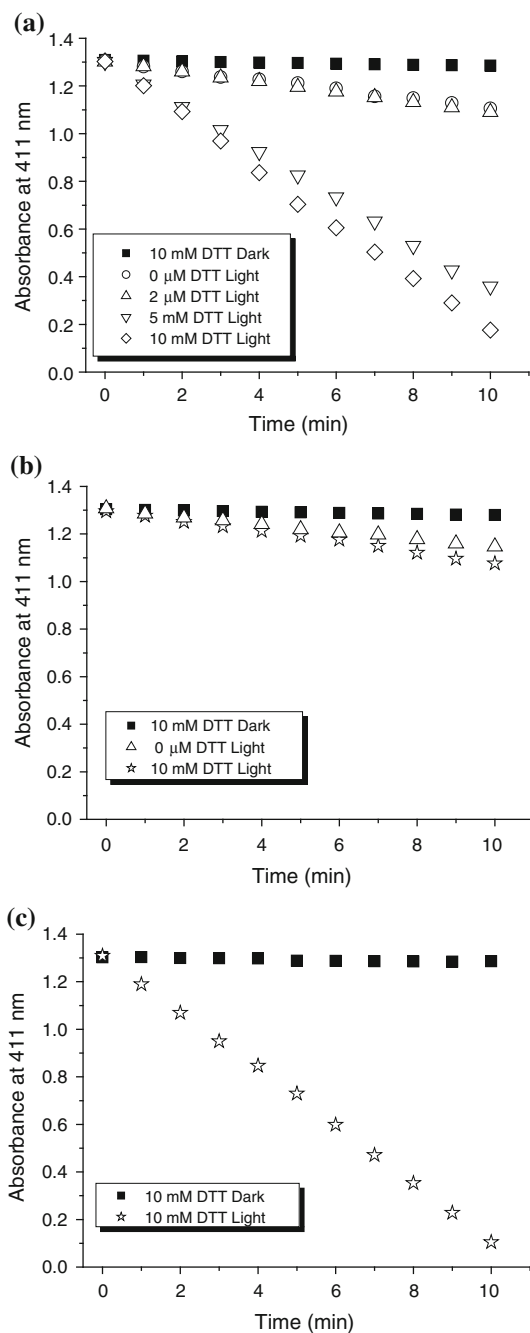 (a)
1.4
1.2
1.0
0.8
0.6
0.4
0.2
0.0
Absorbance at 411 nm
10 mM DTT Dark
0 μM DTT Light
2 μM DTT Light
5 mM DTT Light
10 mM DTT Light
0 2 4 6 8 10
Time (min)
(b)
1.4
1.2
1.0
0.8
0.6
0.4
0.2
0.0
Absorbance at 411 nm
10 mM DTT Dark
0 μM DTT Light
10 mM DTT Light
0 2 4 6 8 10
Time (min)
(c)
1.4
1.2
1.0
0.8
0.6
0.4
0.2
0.0
Absorbance at 411 nm
10 mM DTT Dark
10 mM DTT Light
0 2 4 6 8 10
Time (min)